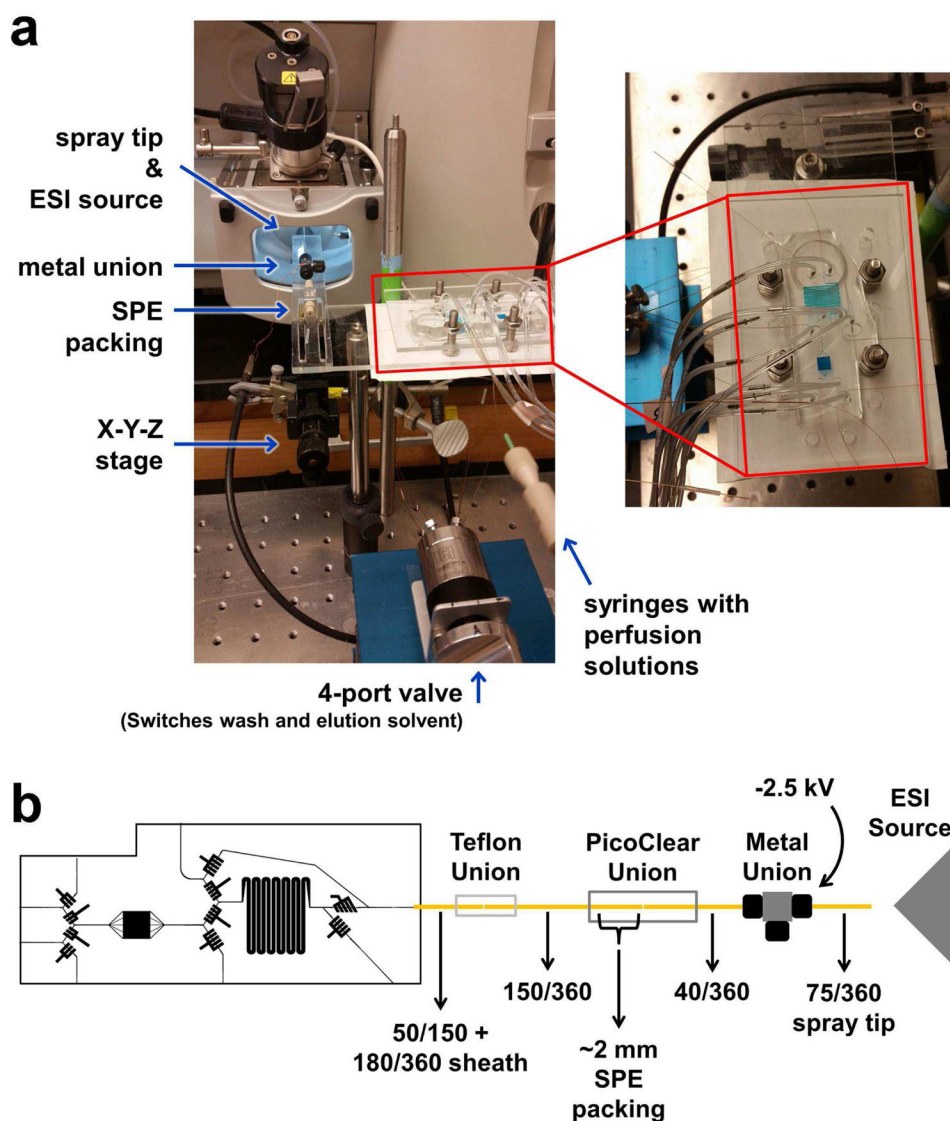 a
spray tip
&
ESI source
metal union
SPE
packing
X-Y-Z
stage
syringes with
perfusion
solutions
4-port valve
(Switches wash and elution solvent)
b
-2.5 kV
ESI
Source
Teflon
Union
PicoClear
Union
Metal
Union
150/360
40/360
75/360
spray tip
50/150 +
180/360 sheath
~2 mm
SPE
packing